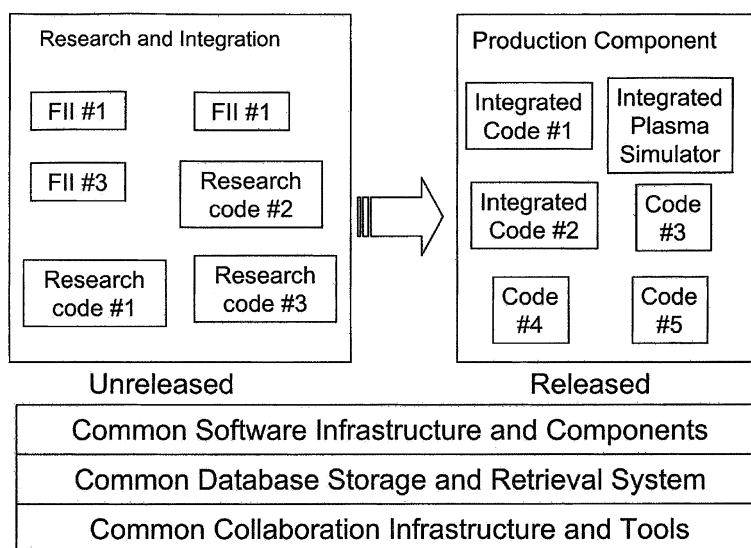 Research and Integration
FII #1
FII #1
FII #3
Research
code #2
Research
code #1
Research
code #3
Unreleased
Production Component
Integrated
Code #1
Integrated
Plasma
Simulator
Integrated
Code #2
Code
#3
Code
#4
Code
#5
Released
Common Software Infrastructure and Components
Common Database Storage and Retrieval System
Common Collaboration Infrastructure and Tools